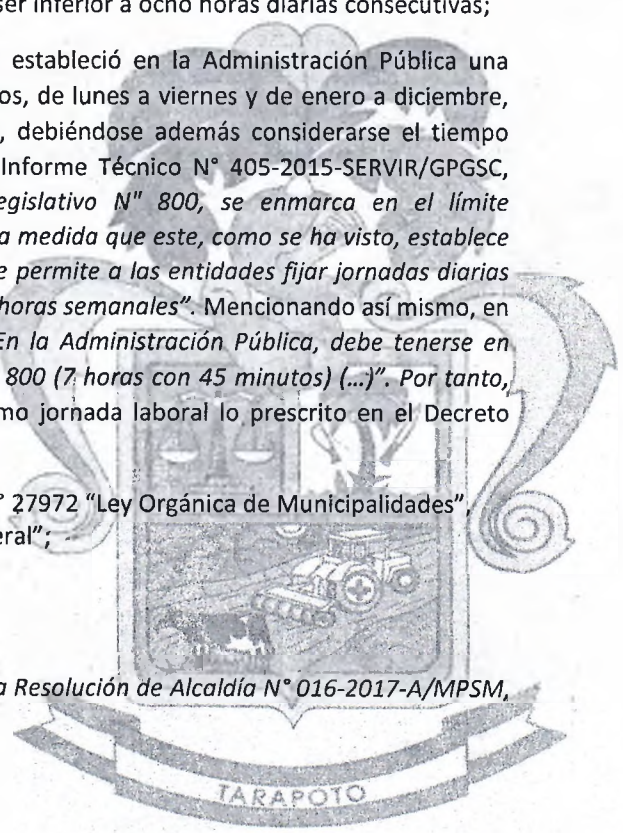 ser inferior a ocho horas diarias consecutivas;
estableció en la Administración Pública una
os, de lunes a viernes y de enero a diciembre,
, debiéndose además considerarse el tiempo
Informe Técnico N° 405-2015-SERVIR/GPGSC,
egislativo N" 800, se enmarca en el límite
a medida que este, como se ha visto, establece
e permite a las entidades fijar jornadas diarias
horas semanales". Mencionando así mismo, en
En la Administración Pública, debe tenerse en
800 (7 horas con 45 minutos) (...)". Por tanto,
mo jornada laboral lo prescrito en el Decreto
° 27972 "Ley Orgánica de Municipalidades",
eral";
a Resolución de Alcaldía N° 016-2017-A/MPSM,
TARAPOTO